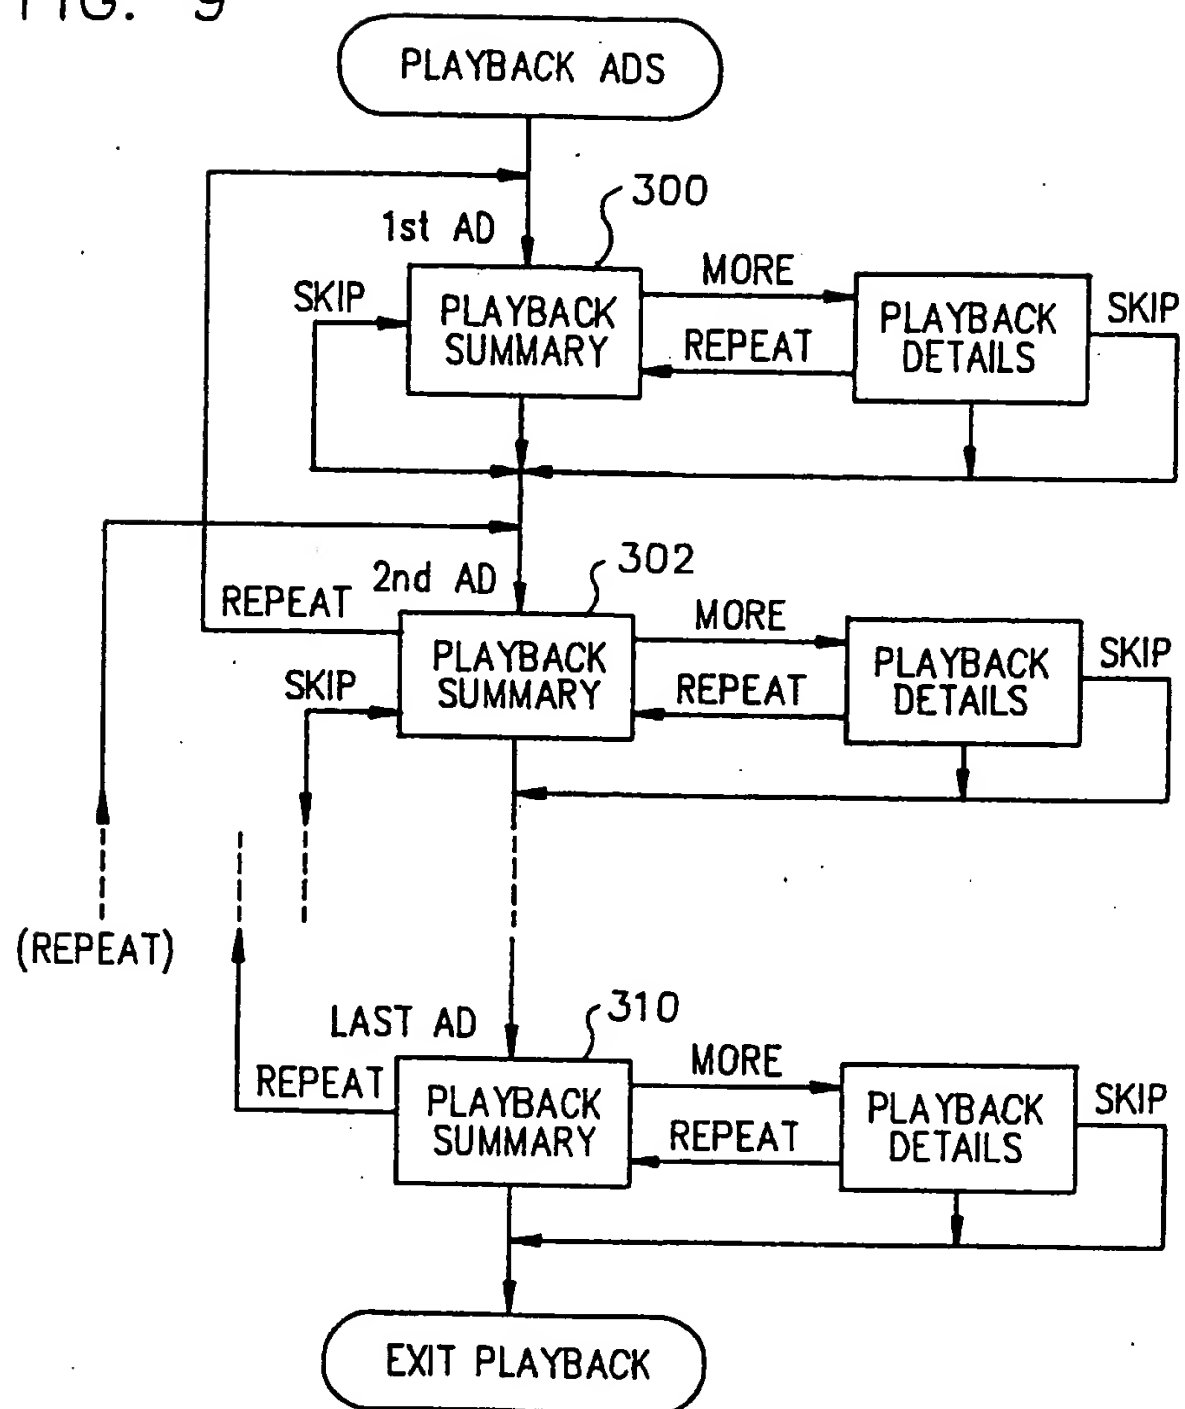 FIG. 9
PLAYBACK ADS
300
1st AD
MORE
SKIP
PLAYBACK
SUMMARY
REPEAT
PLAYBACK
DETAILS
SKIP
302
2nd AD
REPEAT
MORE
SKIP
PLAYBACK
SUMMARY
REPEAT
PLAYBACK
DETAILS
SKIP
(REPEAT)
310
LAST AD
REPEAT
MORE
PLAYBACK
SUMMARY
REPEAT
PLAYBACK
DETAILS
SKIP
EXIT PLAYBACK